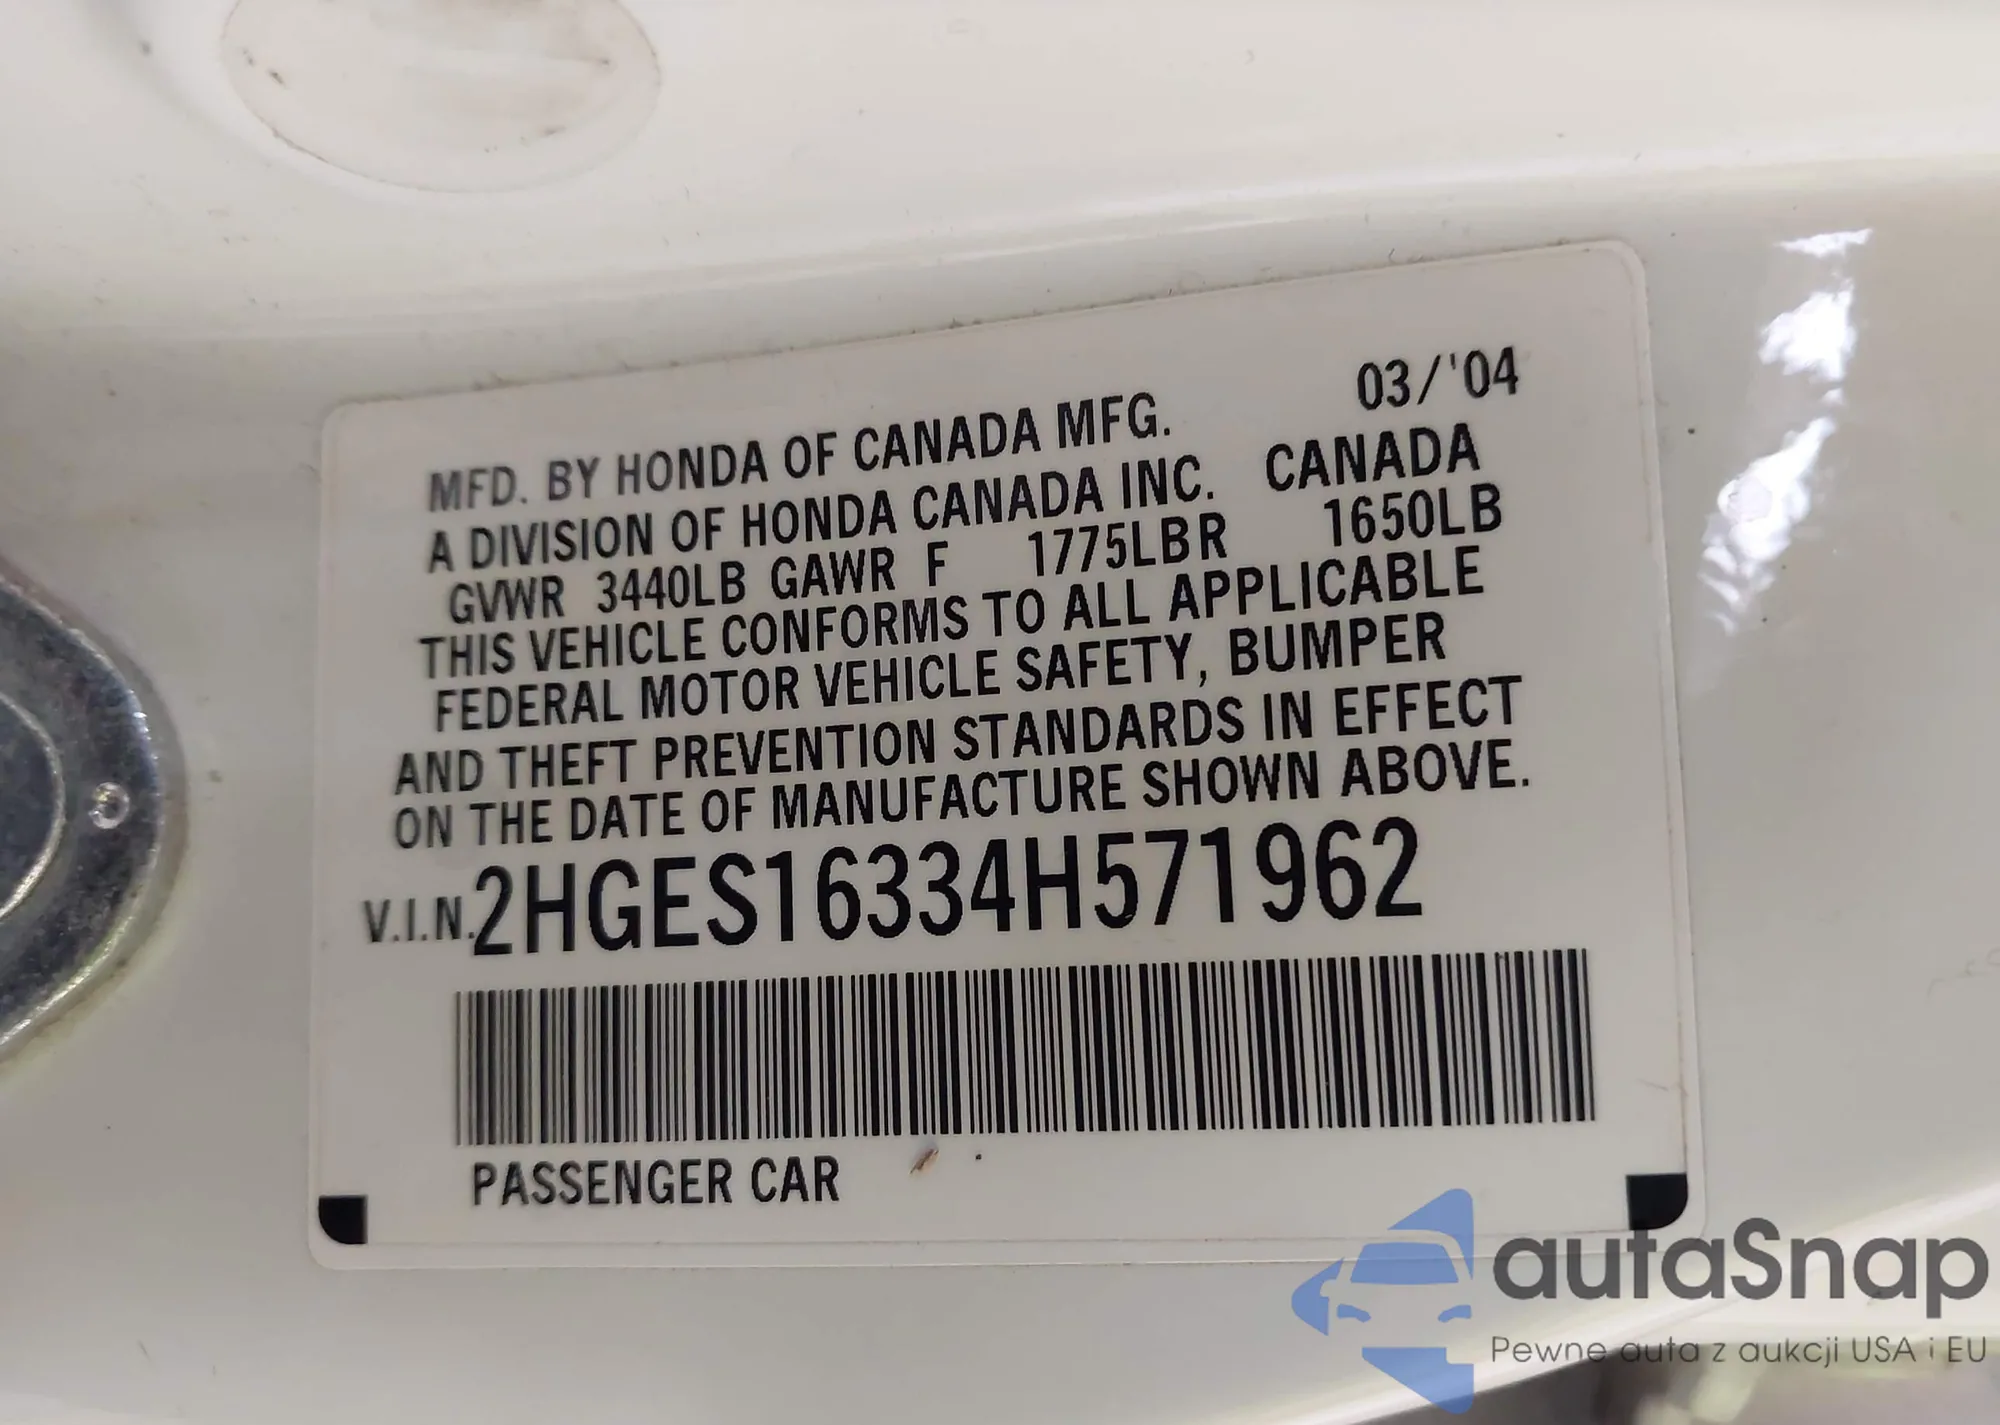 03/'04
MFD. BY HONDA OF CANADA MFG.
A DIVISION OF HONDA CANADA INC. CANADA
GVWR 3440LB GAWR F 1775LBR 1650LB
THIS VEHICLE CONFORMS TO ALL APPLICABLE
FEDERAL MOTOR VEHICLE SAFETY, BUMPER
AND THEFT PREVENTION STANDARDS IN EFFECT
ON THE DATE OF MANUFACTURE SHOWN ABOVE.
V.I.N.2HGES16334H571962
PASSENGER CAR
autaSnap
Pewne auta z aukcji USA i EU